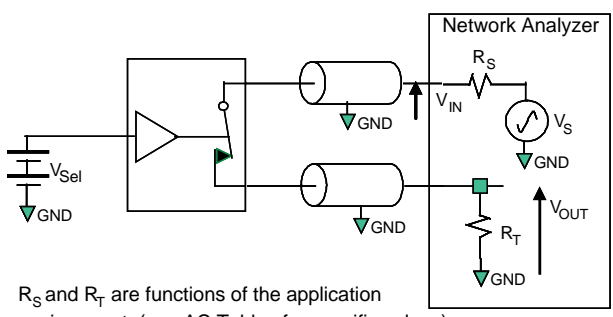 Network Analyzer
R_S
V_IN
V_S
GND
GND
V_Sel
GND
V_OUT
R_T
GND
GND
R_S and R_T are functions of the application